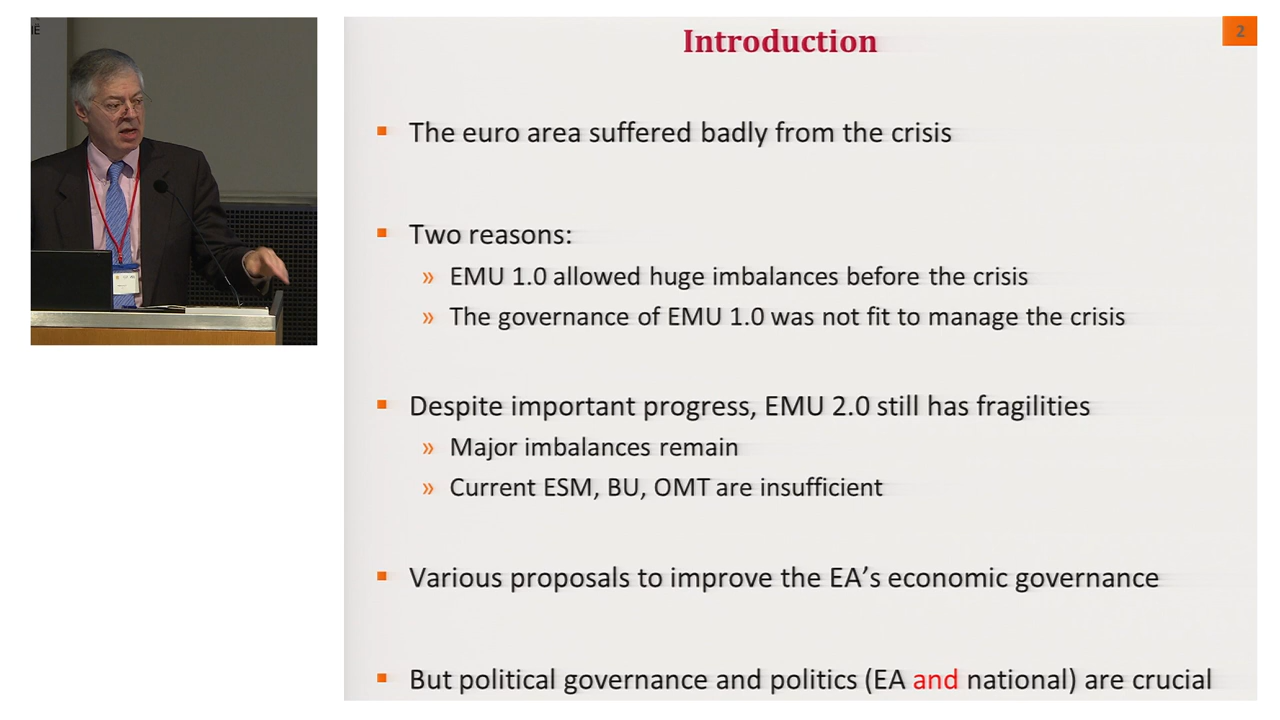 Introduction
2
The euro area suffered badly from the crisis
Two reasons:
» EMU 1.0 allowed huge imbalances before the crisis
» The governance of EMU 1.0 was not fit to manage the crisis
Despite important progress, EMU 2.0 still has fragilities
» Major imbalances remain
» Current ESM, BU, OMT are insufficient
Various proposals to improve the EA’s economic governance
But political governance and politics (EA and national) are crucial